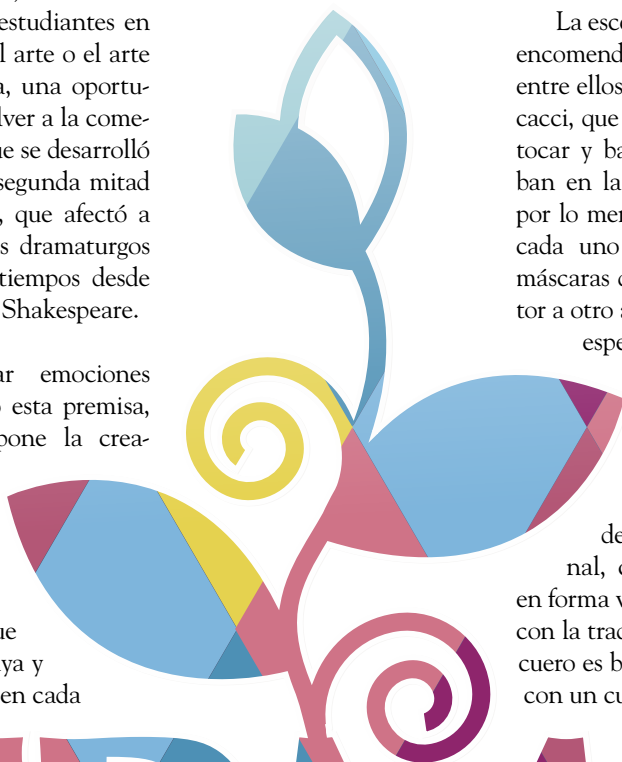 estudiantes en
l arte o el arte
a, una oportu-
lver a la come-
ue se desarrolló
segunda mitad
, que afectó a
s dramaturgos
tiempos desde
Shakespeare.
ar emociones
o esta premisa,
pone la crea-
ue
ya y
en cada
La esc
encomend
entre ellos
cacci, que
tocar y ba
ban en la
por lo men
cada uno
máscaras
tor a otro
espe
de
nal,
en forma v
con la trad
cuero es b
con un cu